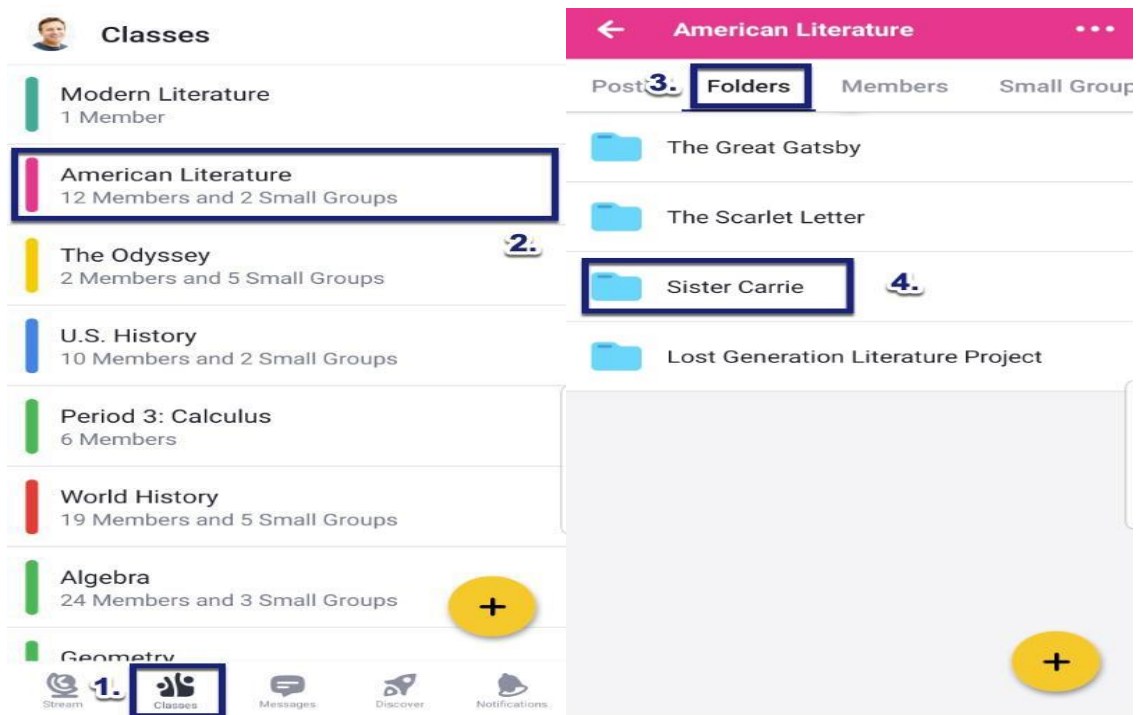 Classes
Modern Literature
1 Member
American Literature
12 Members and 2 Small Groups
2.
The Odyssey
2 Members and 5 Small Groups
U.S. History
10 Members and 2 Small Groups
Period 3: Calculus
6 Members
World History
19 Members and 5 Small Groups
Algebra
24 Members and 3 Small Groups
+
Geometry
1.
Stream
Classes
Messages
Discover
Notifications
American Literature
Post
3.
Folders
Members
Small Group
The Great Gatsby
The Scarlet Letter
Sister Carrie
4.
Lost Generation Literature Project
+